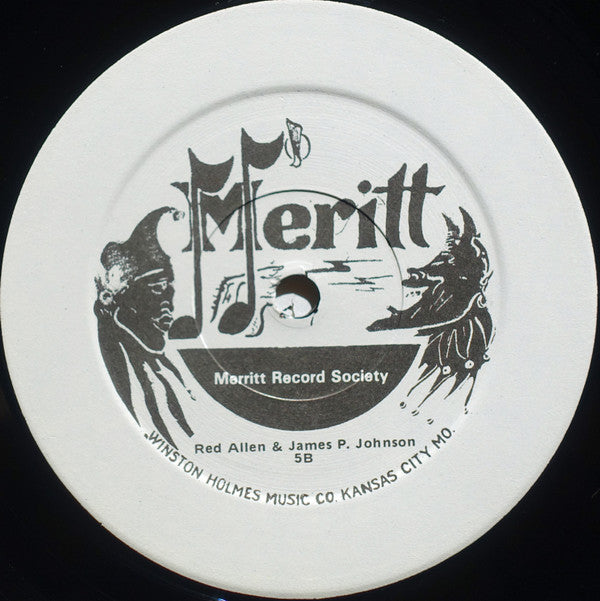 Meritt
Merritt Record Society
Red Allen & James P. Johnson
5B
WINSTON HOLMES MUSIC CO. KANSAS CITY MO.